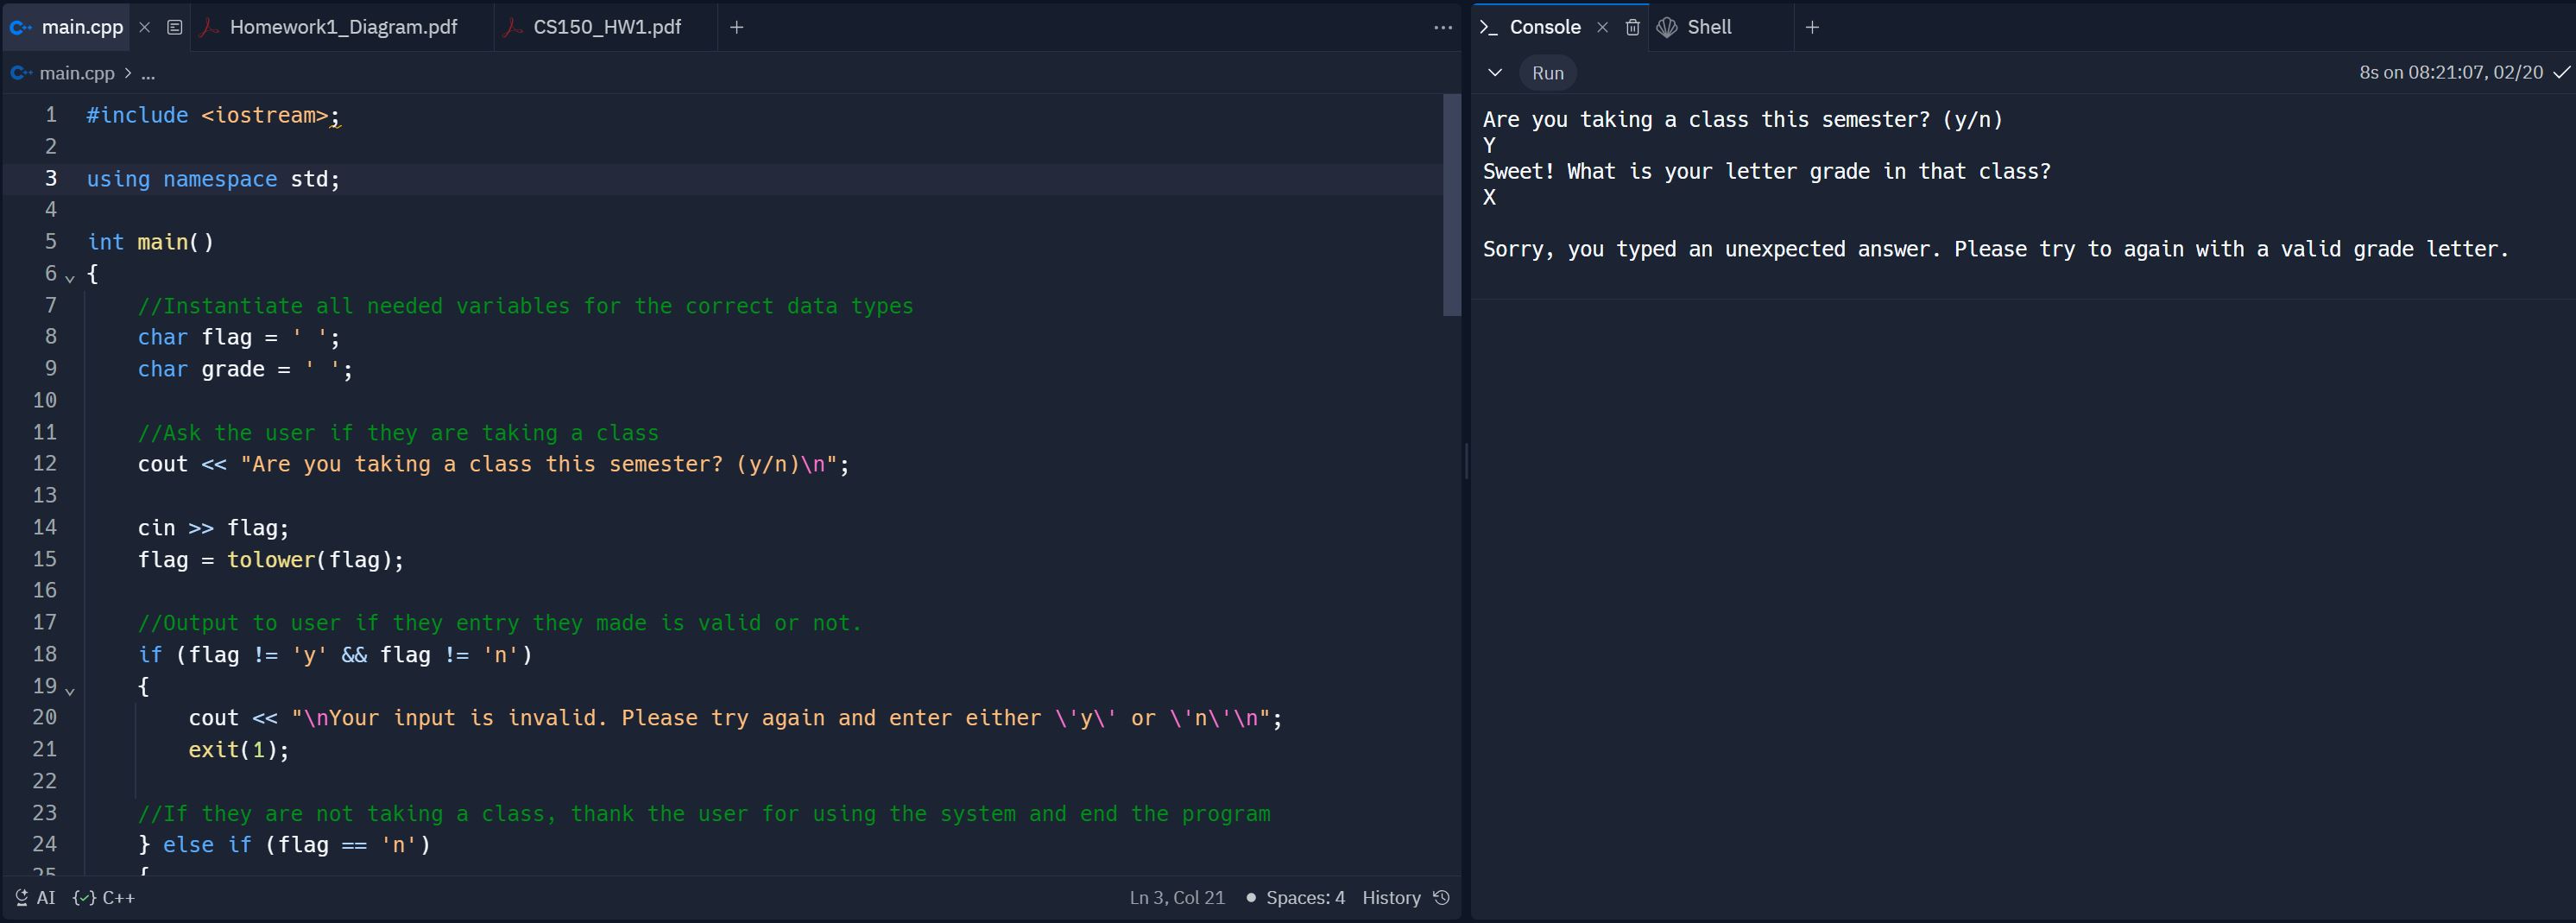 main.cpp
Homework1_Diagram.pdf
CS150_HW1.pdf
main.cpp > ...
1 #include <iostream>;
2
3 using namespace std;
4
5 int main()
6 {
7 //Instantiate all needed variables for the correct data types
8 char flag = ' ';
9 char grade = ' ';
10
11 //Ask the user if they are taking a class
12 cout << "Are you taking a class this semester? (y/n)\n";
13
14 cin >> flag;
15 flag = tolower(flag);
16
17 //Output to user if they entry they made is valid or not.
18 if (flag != 'y' && flag != 'n')
19 {
20 cout << "\nYour input is invalid. Please try again and enter either \'y\' or \'n\'\n";
21 exit(1);
22
23 //If they are not taking a class, thank the user for using the system and end the program
24 } else if (flag == 'n')
25 {
AI {✓} C++ Ln 3, Col 21 • Spaces: 4 History
Console
Shell
Run 8s on 08:21:07, 02/20
Are you taking a class this semester? (y/n)
Y
Sweet! What is your letter grade in that class?
X
Sorry, you typed an unexpected answer. Please try to again with a valid grade letter.